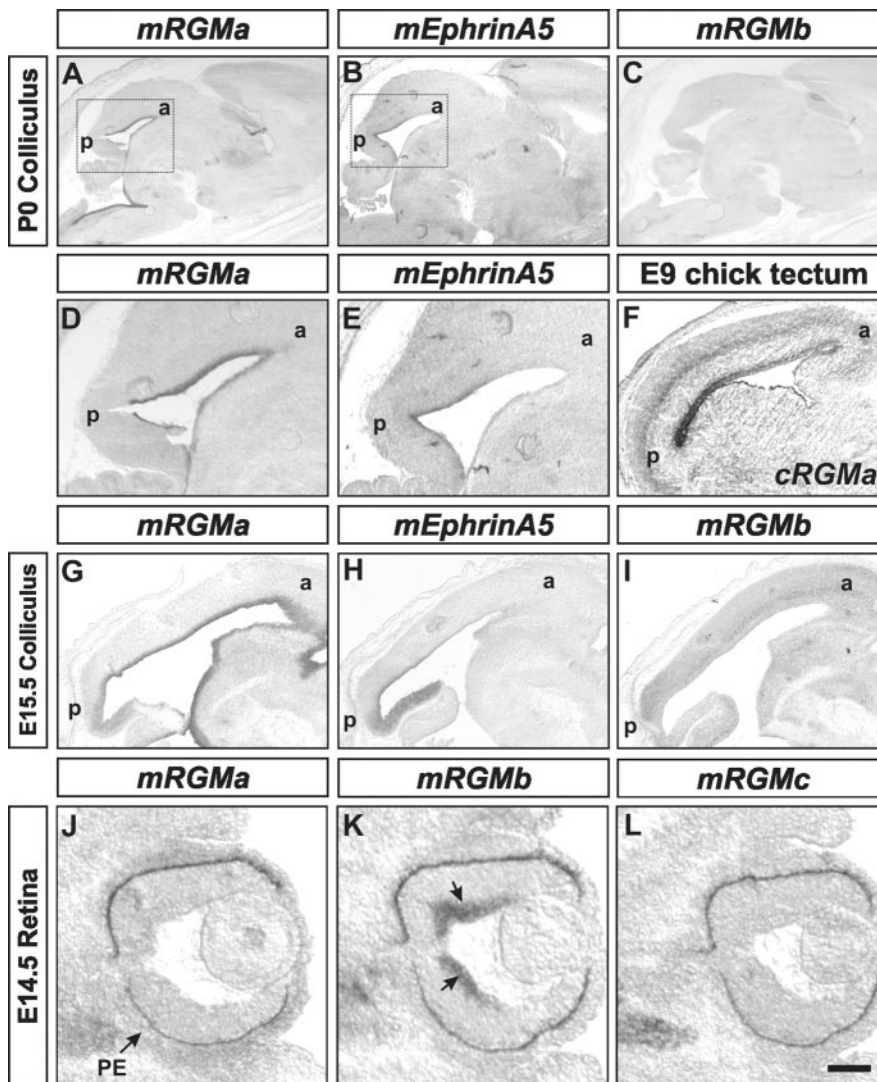 mRGMa
mEphrinA5
mRGMb
P0 Colliculus
A
a
p
B
a
p
C
mRGMa
mEphrinA5
E9 chick tectum
D
a
p
E
a
p
F
a
p
cRGMa
mRGMa
mEphrinA5
mRGMb
E15.5 Colliculus
G
a
p
H
a
p
I
a
p
mRGMa
mRGMb
mRGMc
E14.5 Retina
J
PE
K
L